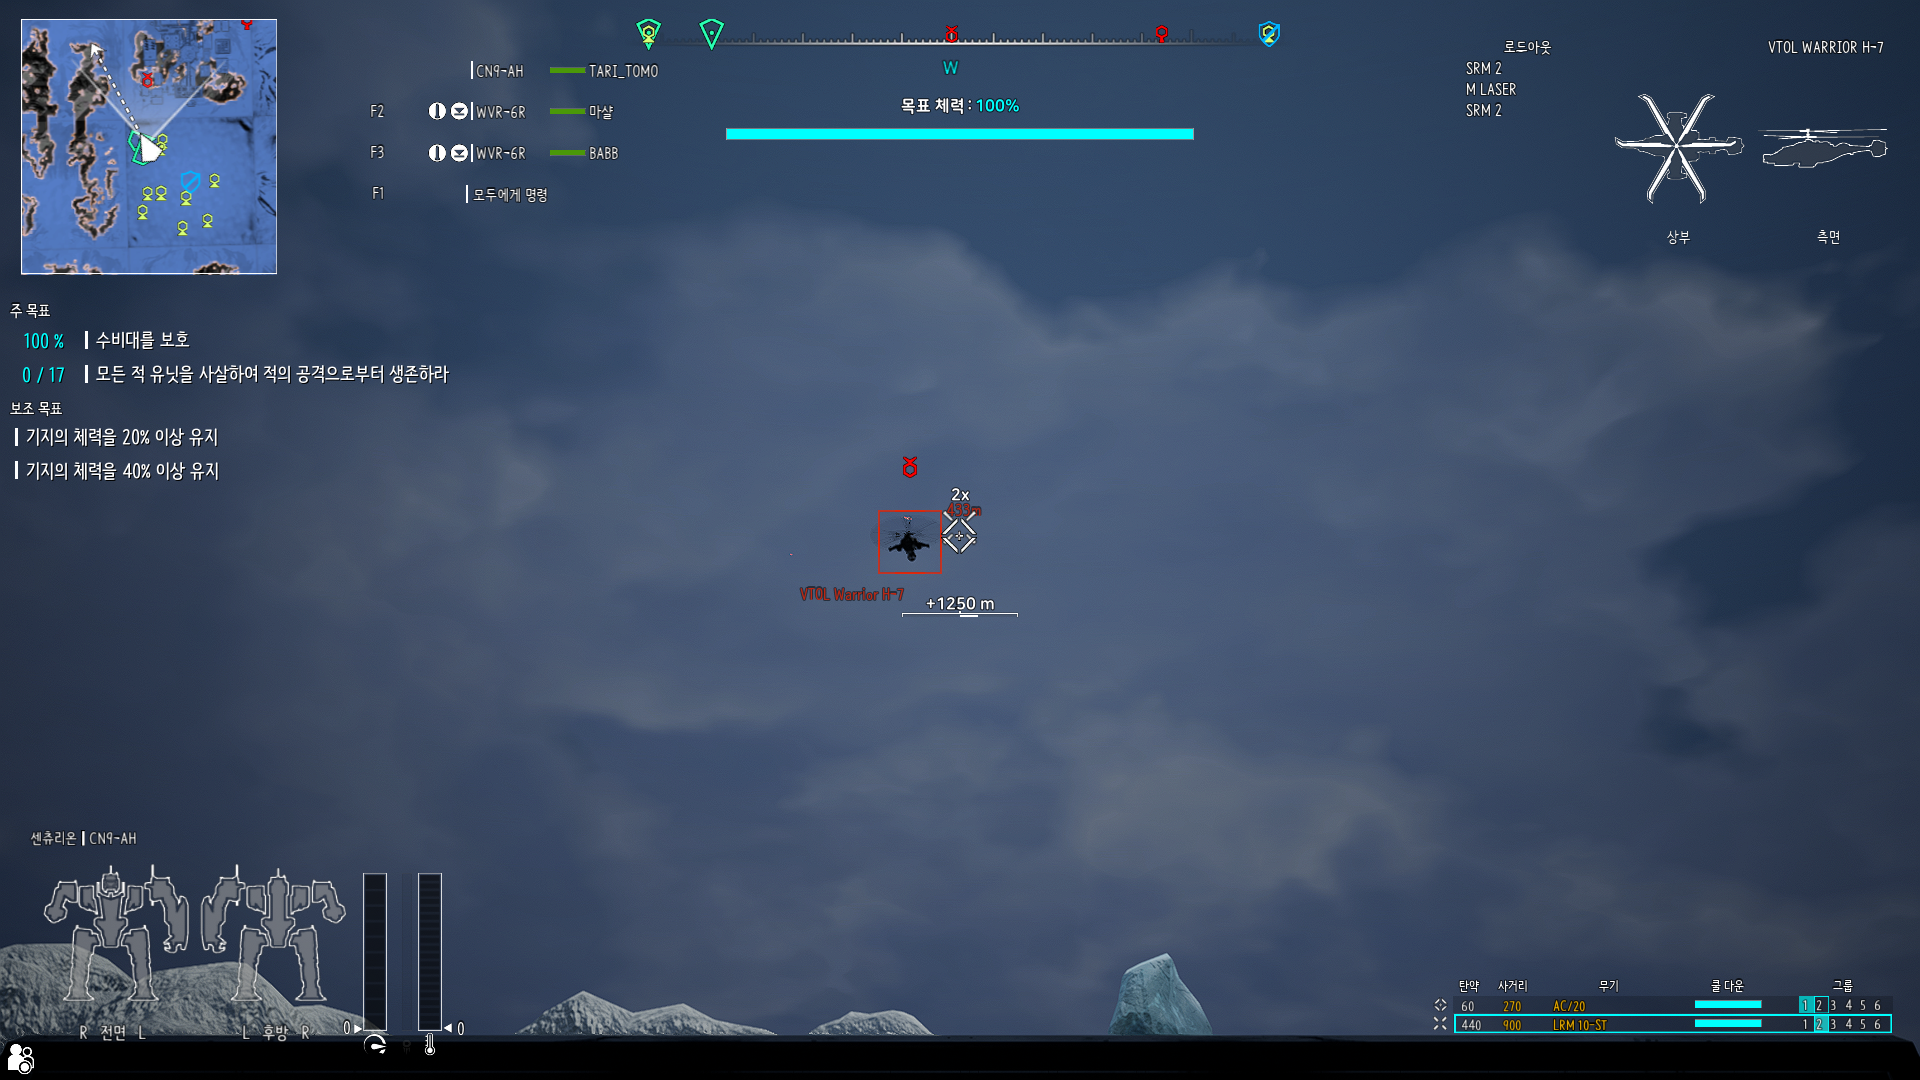 W
CN9-AH TARI_TOMO
F2 WVR-6R 마샬
F3 WVR-6R BABB
F1 모두에게 명령
목표 체력 : 100%
로드아웃 VTOL WARRIOR H-7
SRM 2
M LASER
SRM 2
상부 측면
주 목표
100 % 수비대를 보호
0 / 17 모든 적 유닛을 사살하여 적의 공격으로부터 생존하라
보조 목표
기지의 체력을 20% 이상 유지
기지의 체력을 40% 이상 유지
2x
433m
VTOL Warrior H-7
+1250 m
센츄리온 CN9-AH
R 전면 L L 후방 R
0 0
탄약 사거리 무기 쿨 다운 그룹
60 270 AC/20 1 2 3 4 5 6
440 900 LRM 10-ST 1 2 3 4 5 6